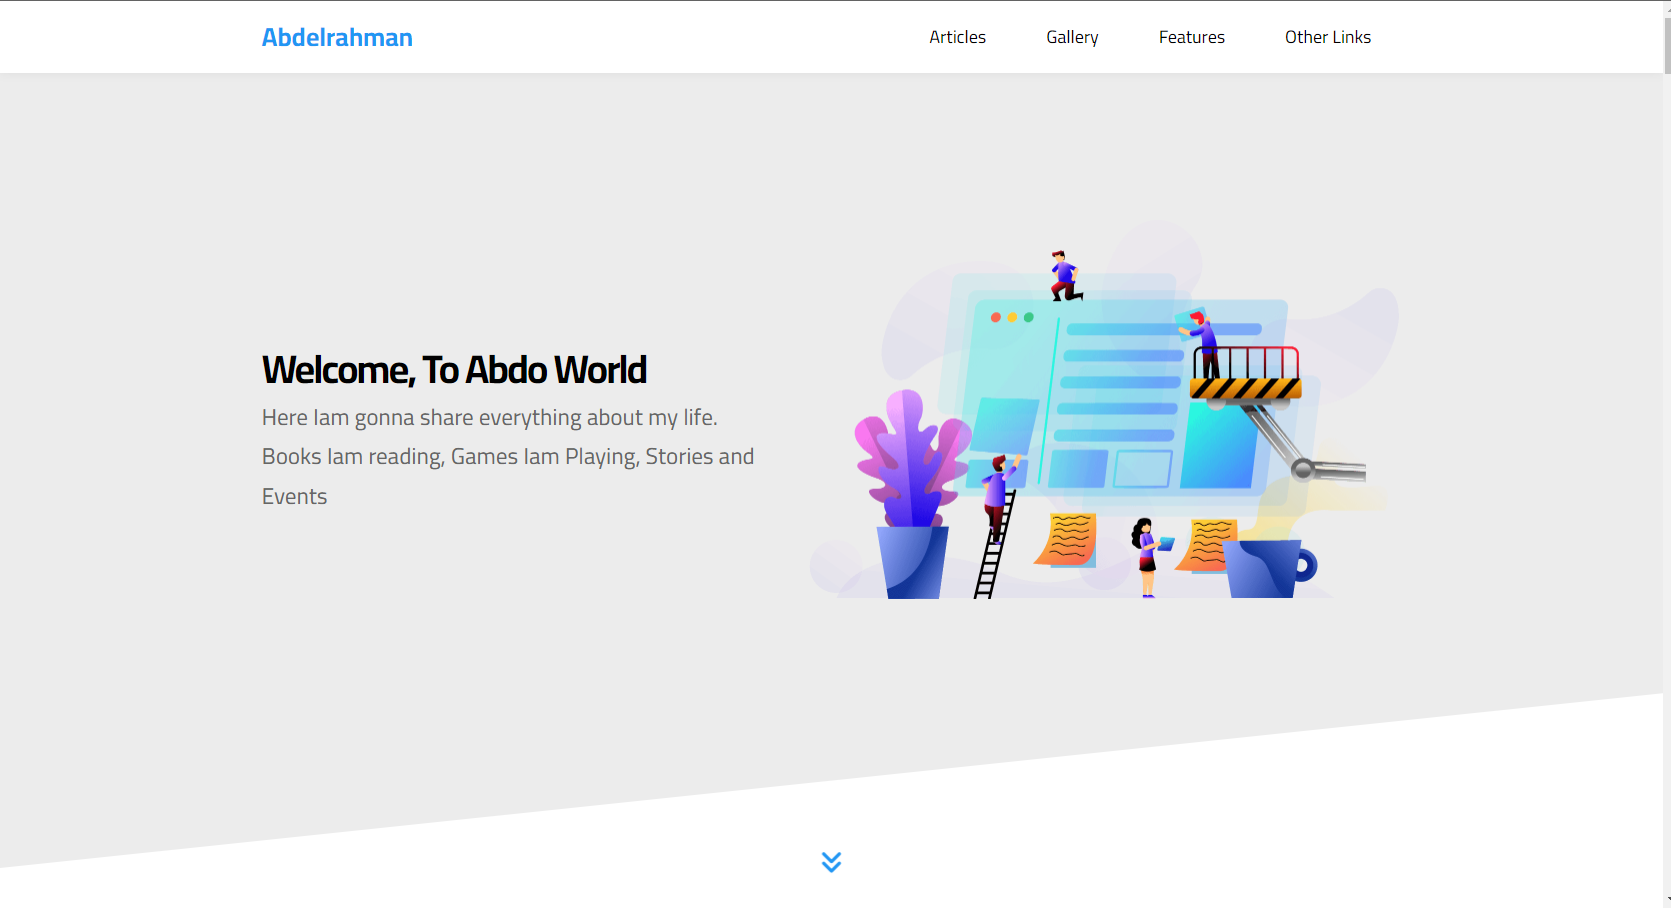 Abdelrahman
Articles
Gallery
Features
Other Links
Welcome, To Abdo World
Here Iam gonna share everything about my life.
Books Iam reading, Games Iam Playing, Stories and
Events